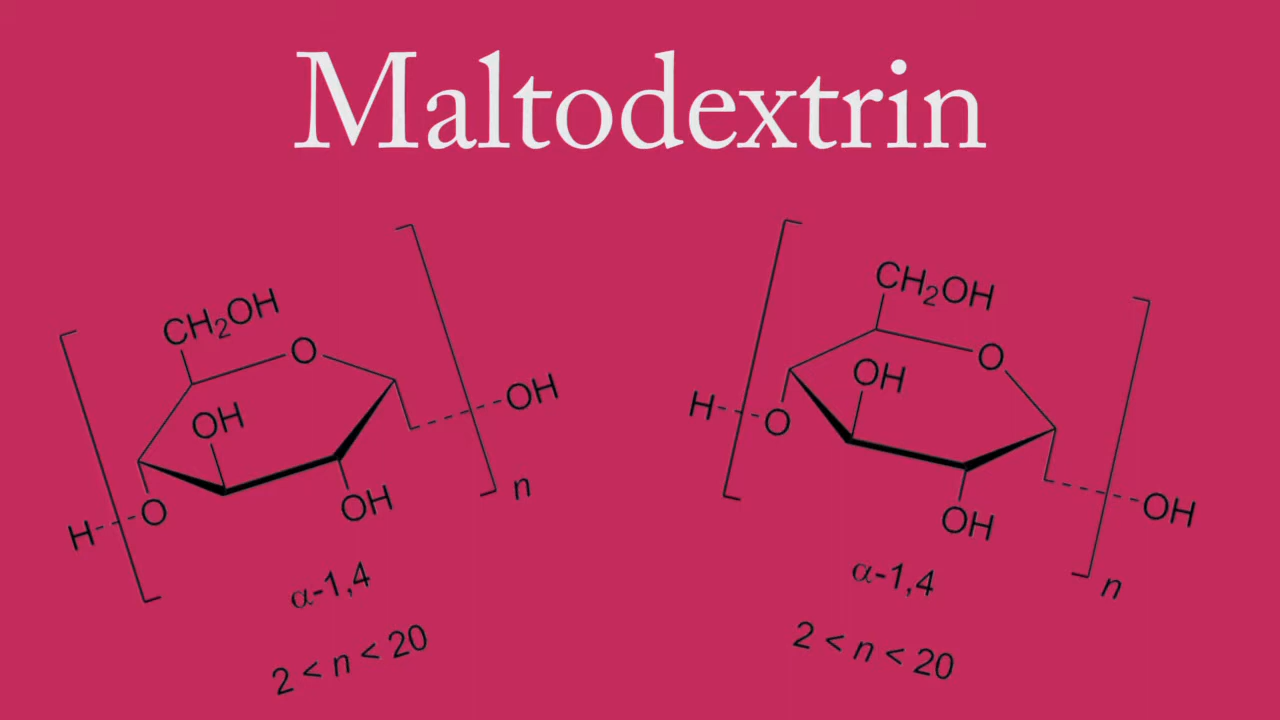 Maltodextrin
CH₂OH
O
OH
OH
OH
H
O
n
α-1,4
2 < n < 20
CH₂OH
O
OH
H
O
OH
OH
n
α-1,4
2 < n < 20